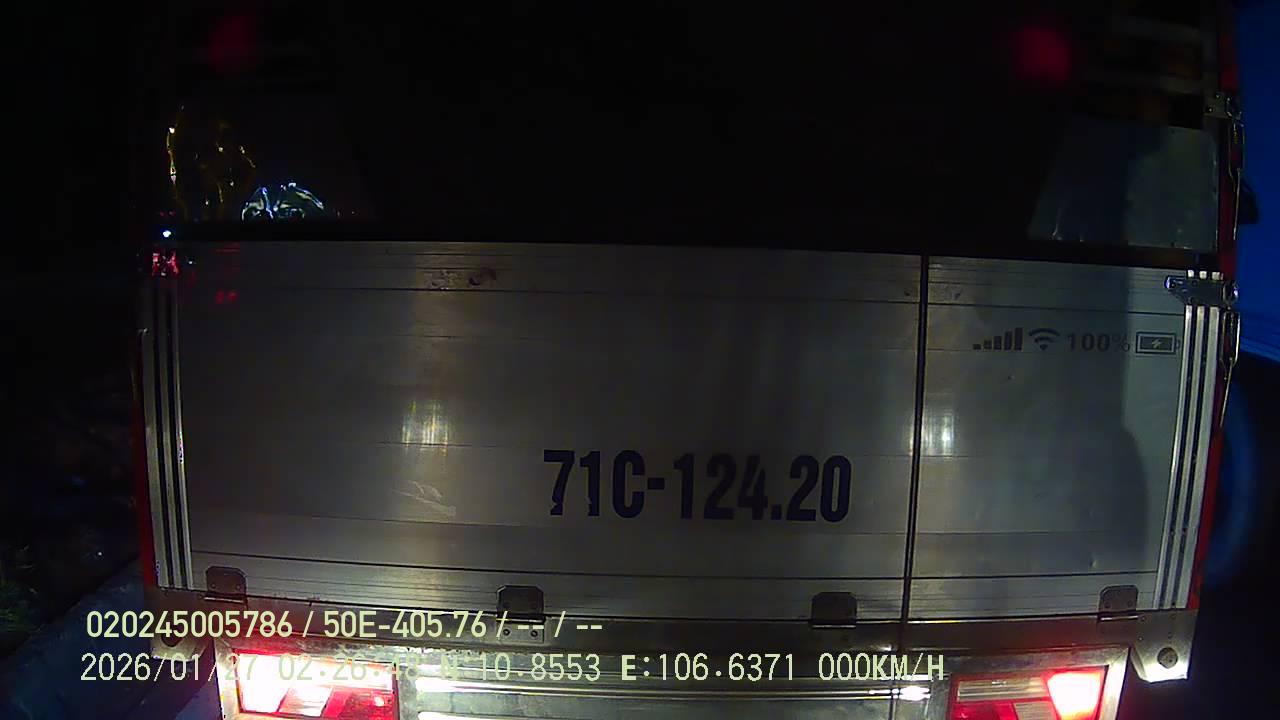 100%
71C-124.20
020245005786 / 50E-405.76 / -- / --
2026/01/27 02:26:48 N:10.8553 E:106.6371 000KM/H